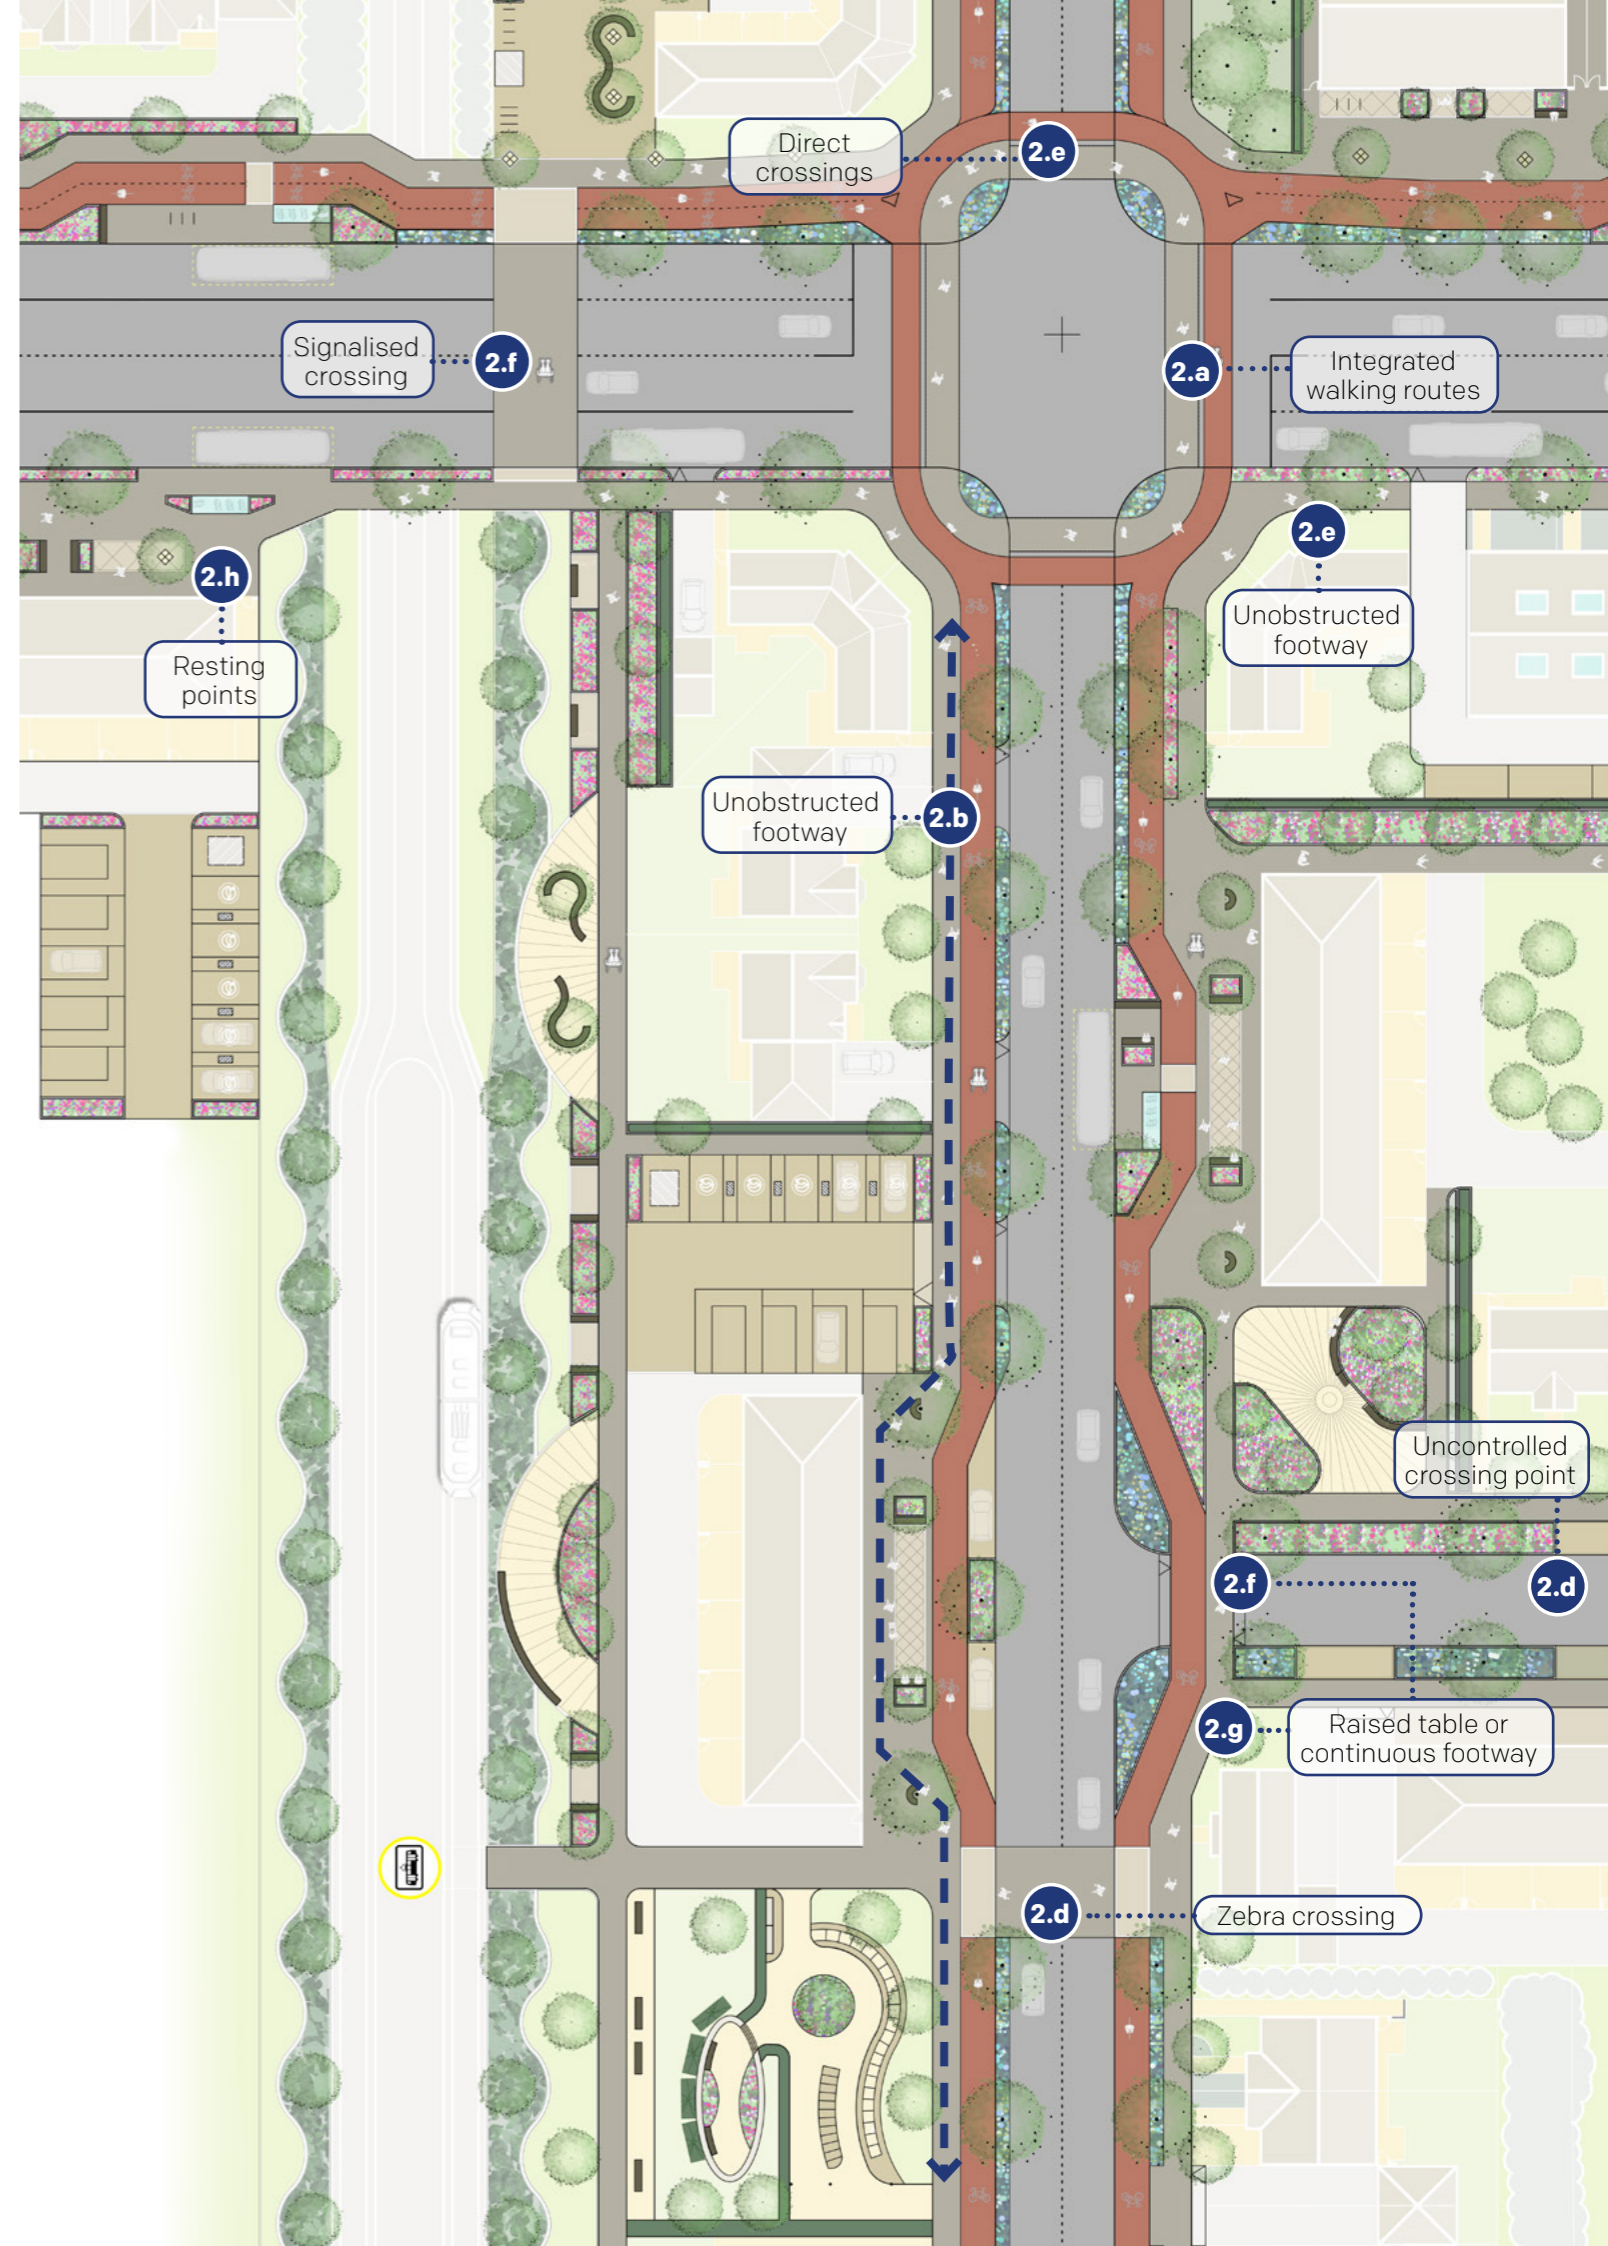 Direct
crossings
2.e
Signalised
crossing
2.f
2.a
Integrated
walking routes
2.e
Unobstructed
footway
2.h
Resting
points
Unobstructed
footway
2.b
Uncontrolled
crossing point
2.f
2.d
2.g
Raised table or
continuous footway
2.d
Zebra crossing